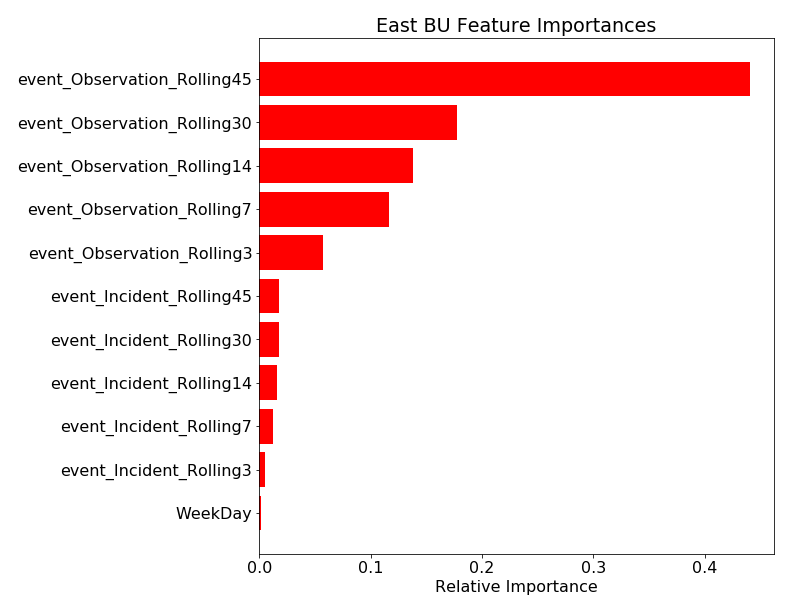 East BU Feature Importances
event_Observation_Rolling45
event_Observation_Rolling30
event_Observation_Rolling14
event_Observation_Rolling7
event_Observation_Rolling3
event_Incident_Rolling45
event_Incident_Rolling30
event_Incident_Rolling14
event_Incident_Rolling7
event_Incident_Rolling3
WeekDay
0.0 0.1 0.2 0.3 0.4
Relative Importance